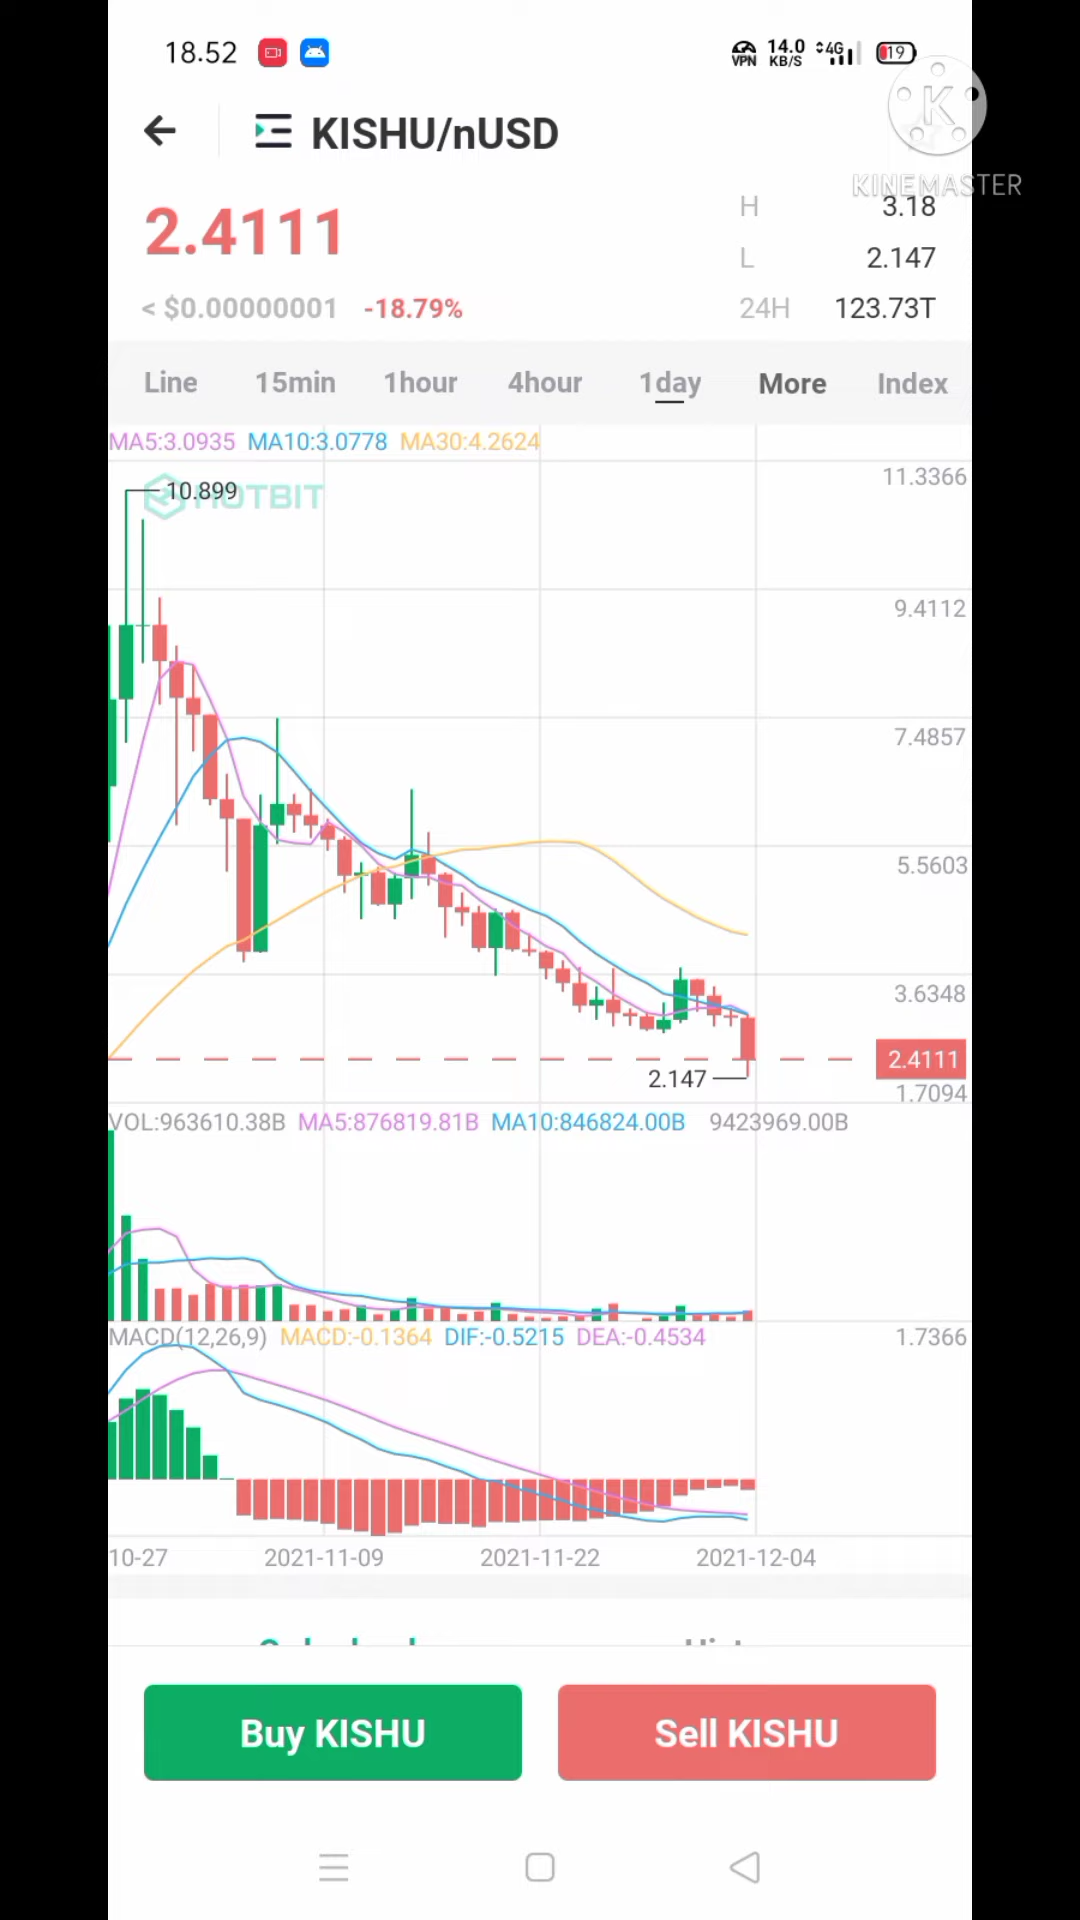 18.52 VPN 14.0 KB/S 4G 19
K
KINEMASTER
KISHU/nUSD
2.4111
H 3.18
L 2.147
< $0.00000001 -18.79%
24H 123.73T
Line 15min 1hour 4hour 1day More Index
MA5:3.0935 MA10:3.0778 MA30:4.2624
11.3366
10.899
HOTBIT
9.4112
7.4857
5.5603
3.6348
2.4111
2.147
1.7094
VOL:963610.38B MA5:876819.81B MA10:846824.00B 9423969.00B
MACD(12,26,9) MACD:-0.1364 DIF:-0.5215 DEA:-0.4534 1.7366
10-27 2021-11-09 2021-11-22 2021-12-04
Buy KISHU Sell KISHU